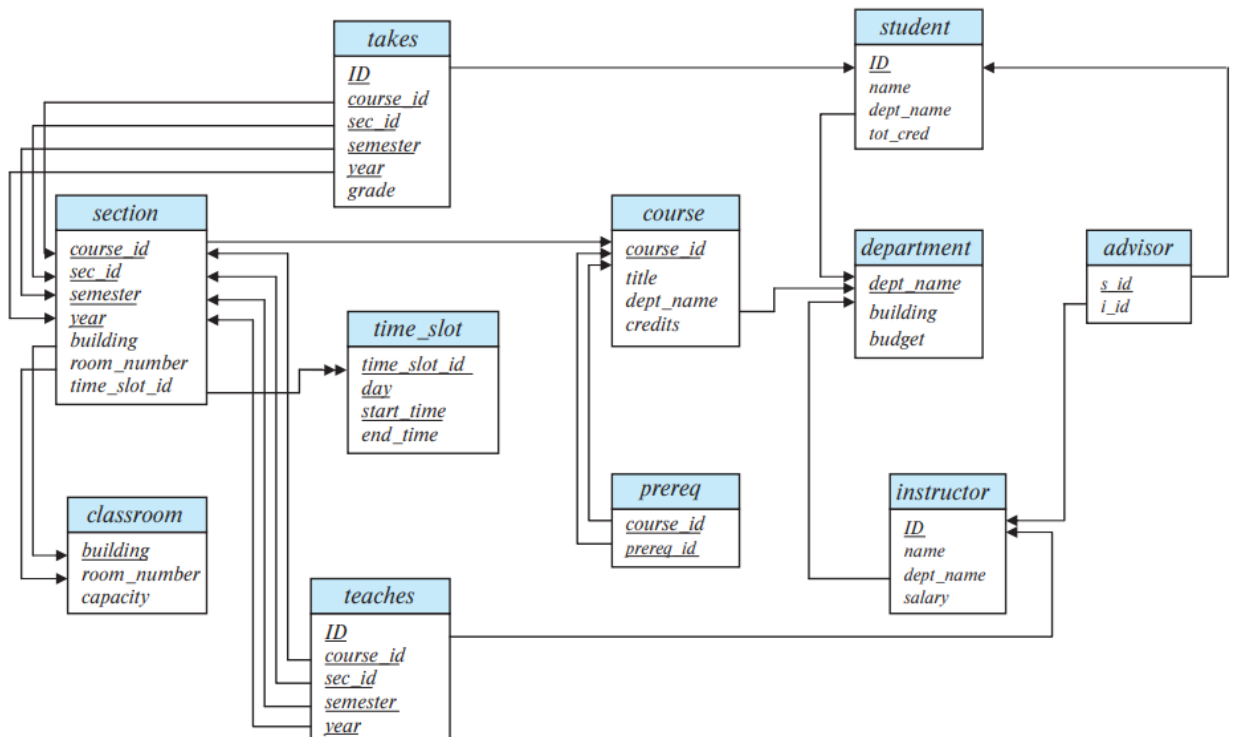 takes
ID
course_id
sec_id
semester
year
grade
student
ID
name
dept_name
tot_cred
section
course_id
sec_id
semester
year
building
room_number
time_slot_id
course
course_id
title
dept_name
credits
department
dept_name
building
budget
advisor
s_id
i_id
time_slot
time_slot_id
day
start_time
end_time
prereq
course_id
prereq_id
instructor
ID
name
dept_name
salary
classroom
building
room_number
capacity
teaches
ID
course_id
sec_id
semester
year